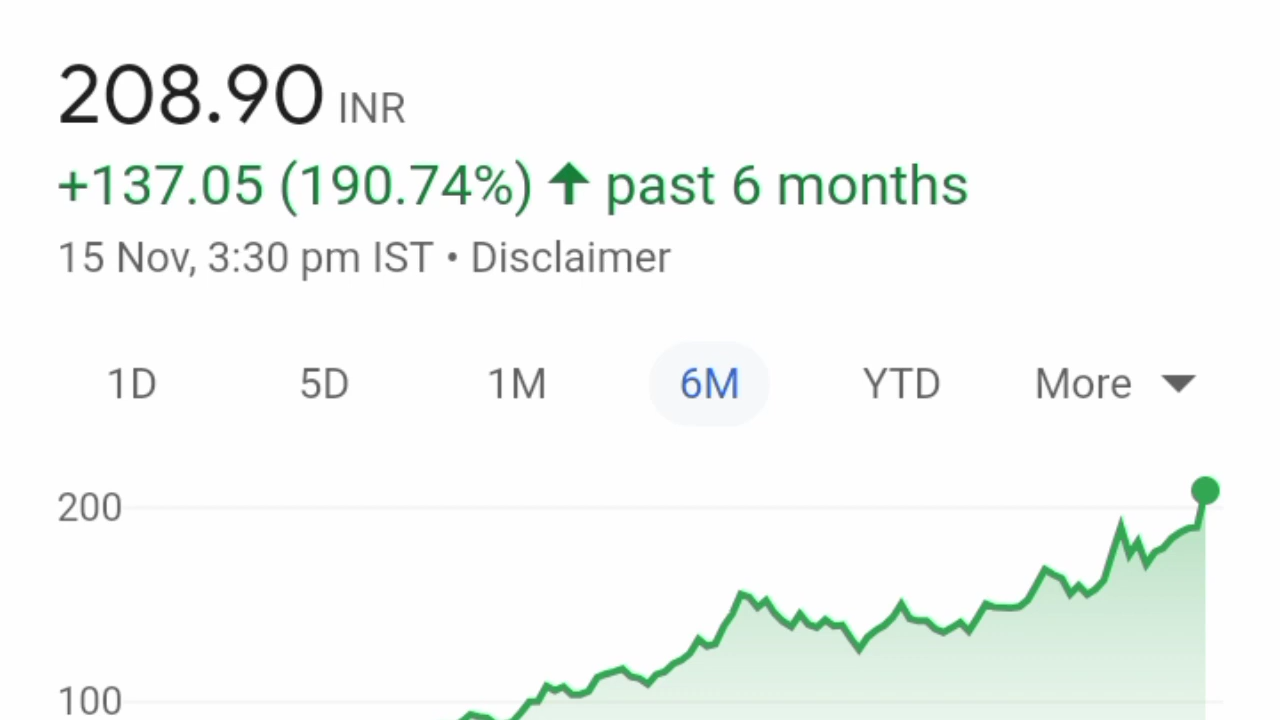 208.90 INR
+137.05 (190.74%) ↑ past 6 months
15 Nov, 3:30 pm IST • Disclaimer
1D 5D 1M 6M YTD More
200
100